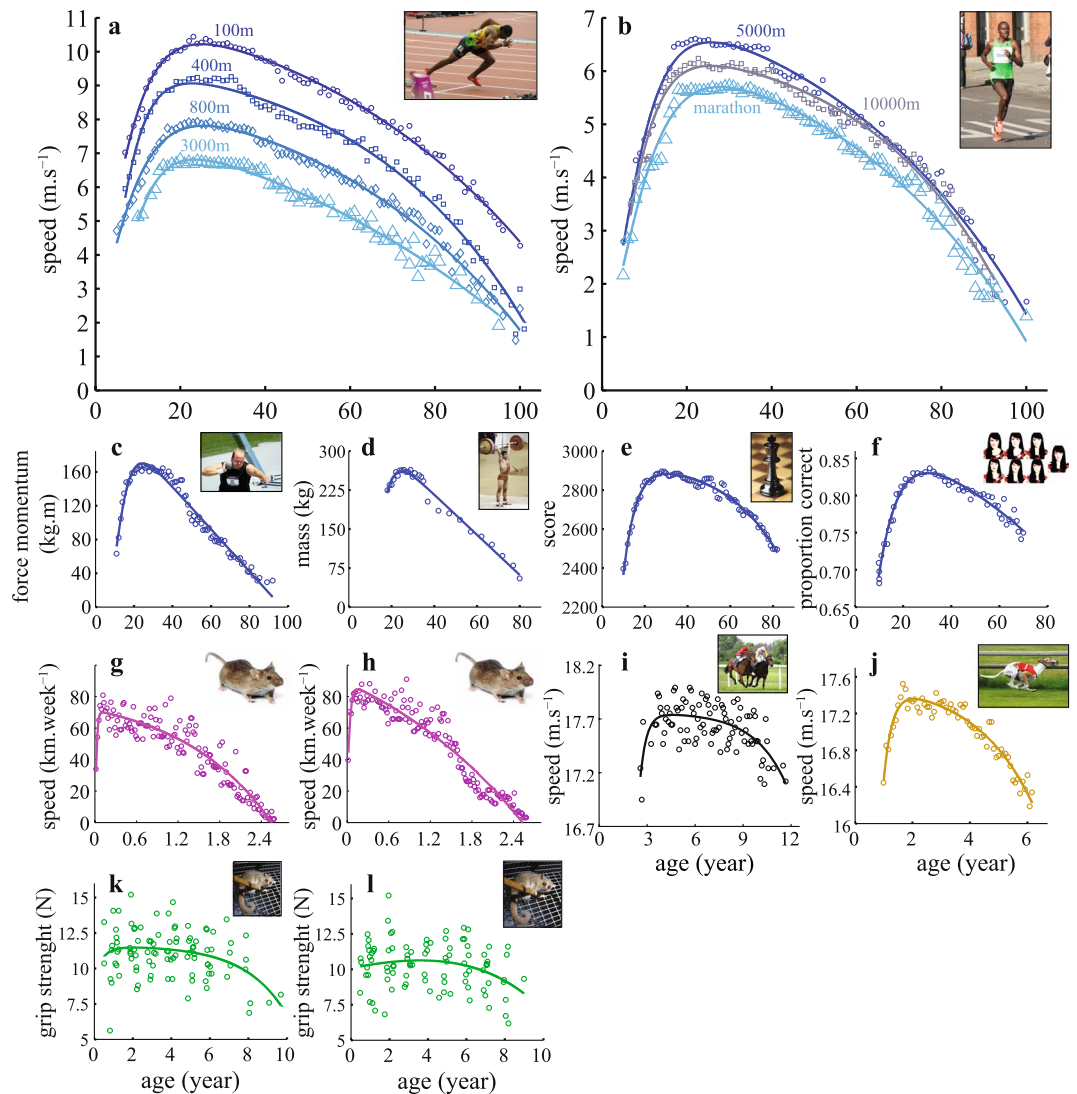 a
100m
400m
800m
3000m
speed (m.s⁻¹)
11
10
9
8
7
6
5
4
3
2
1
0
0 20 40 60 80 100
b
5000m
10000m
marathon
speed (m.s⁻¹)
7
6
5
4
3
2
1
0
0 20 40 60 80 100
c
force momentum
(kg.m)
160
120
80
40
0
0 20 40 60 80 100
d
mass (kg)
300
225
150
75
0
0 20 40 60 80
e
score
3000
2800
2600
2400
2200
0 20 40 60 80
f
proportion correct
0.85
0.80
0.75
0.70
0.65
0 20 40 60 80
g
speed (km.week⁻¹)
80
60
40
20
0
0 0.6 1.2 1.8 2.4
h
speed (km.week⁻¹)
80
60
40
20
0
0 0.6 1.2 1.8 2.4
i
speed (m.s⁻¹)
18.2
17.7
17.2
16.7
0 3 6 9 12
age (year)
j
speed (m.s⁻¹)
17.6
17.2
16.8
16.4
16
0 2 4 6
age (year)
k
grip strenght (N)
15
12.5
10
7.5
5
0 2 4 6 8 10
age (year)
l
grip strenght (N)
15
12.5
10
7.5
5
0 2 4 6 8 10
age (year)